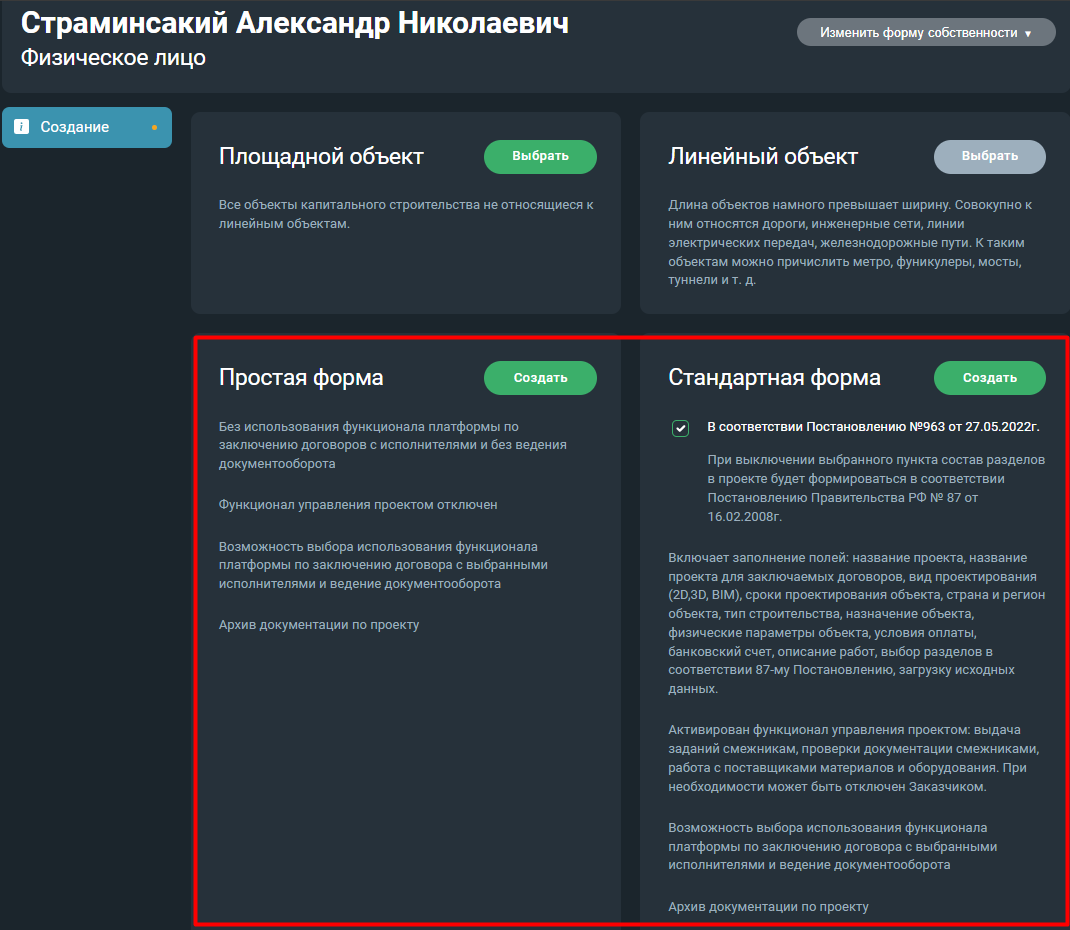 Страминсакий Александр Николаевич
Физическое лицо
Изменить форму собственности ▼
i Создание
Площадной объект
Выбрать
Все объекты капитального строительства не относящиеся к
линейным объектам.
Линейный объект
Выбрать
Длина объектов намного превышает ширину. Совокупно к
ним относятся дороги, инженерные сети, линии
электрических передач, железнодорожные пути. К таким
объектам можно причислить метро, фуникулеры, мосты,
туннели и т. д.
Простая форма
Создать
Без использования функционала платформы по
заключению договоров с исполнителями и без ведения
документооборота
Функционал управления проектом отключен
Возможность выбора использования функционала
платформы по заключению договора с выбранными
исполнителями и ведение документооборота
Архив документации по проекту
Стандартная форма
Создать
В соответствии Постановлению №963 от 27.05.2022г.
При выключении выбранного пункта состав разделов
в проекте будет формироваться в соответствии
Постановлению Правительства РФ № 87 от
16.02.2008г.
Включает заполнение полей: название проекта, название
проекта для заключаемых договоров, вид проектирования
(2D,3D, BIM), сроки проектирования объекта, страна и регион
объекта, тип строительства, назначение объекта,
физические параметры объекта, условия оплаты,
банковский счет, описание работ, выбор разделов в
соответствии 87-му Постановлению, загрузку исходных
данных.
Активирован функционал управления проектом: выдача
заданий смежникам, проверки документации смежниками,
работа с поставщиками материалов и оборудования. При
необходимости может быть отключен Заказчиком.
Возможность выбора использования функционала
платформы по заключению договора с выбранными
исполнителями и ведение документооборота
Архив документации по проекту